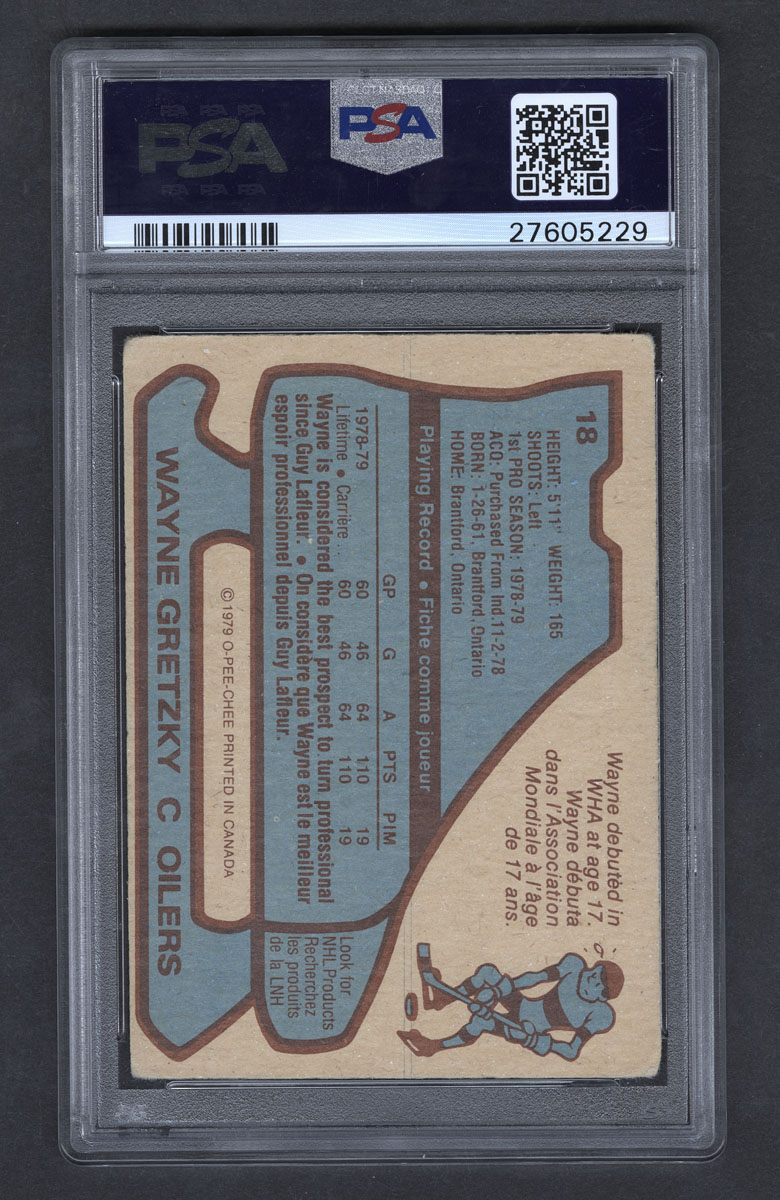 PSA
PSA
PSA PSA PSA
27605229
18
HEIGHT: 5'11" WEIGHT: 165
SHOOTS: Left
1st PRO SEASON: 1978-79
ACQ: Purchased From Ind. 11-2-78
BORN: 1-26-61, Brantford, Ontario
HOME: Brantford, Ontario
Wayne debuted in
WHA at age 17.
Wayne débuta
dans l'Association
Mondiale à l'âge
de 17 ans.
Playing Record • Fiche comme joueur
GP G A PTS PIM
1978-79 60 46 64 110 19
Lifetime • Carrière 60 46 64 110 19
Wayne is considered the best prospect to turn professional
since Guy Lafleur. • On considère que Wayne est le meilleur
espoir professionnel depuis Guy Lafleur.
Look for
NHL Products
Recherchez
les produits
de la LNH
©1979 O-PEE-CHEE PRINTED IN CANADA
WAYNE GRETZKY C OILERS